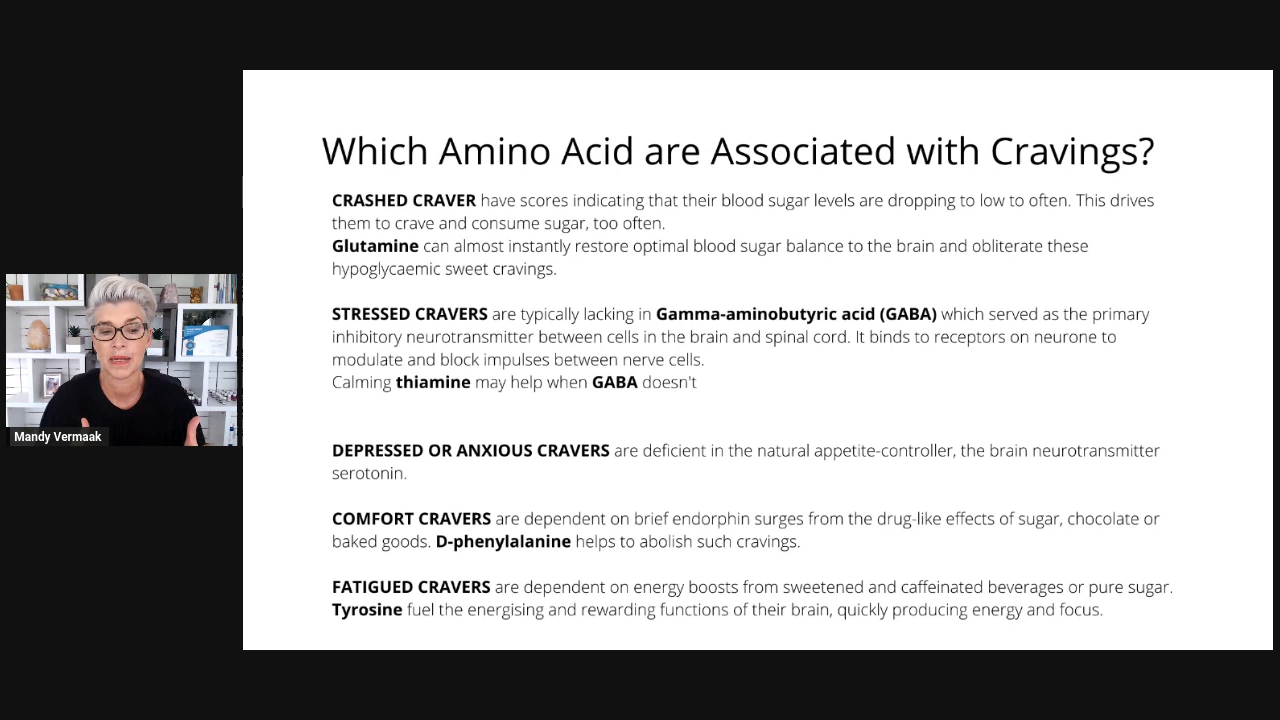 Which Amino Acid are Associated with Cravings?
CRASHED CRAVER have scores indicating that their blood sugar levels are dropping to low to often. This drives
them to crave and consume sugar, too often.
Glutamine can almost instantly restore optimal blood sugar balance to the brain and obliterate these
hypoglycaemic sweet cravings.
STRESSED CRAVERS are typically lacking in Gamma-aminobutyric acid (GABA) which served as the primary
inhibitory neurotransmitter between cells in the brain and spinal cord. It binds to receptors on neurone to
modulate and block impulses between nerve cells.
Calming thiamine may help when GABA doesn't
DEPRESSED OR ANXIOUS CRAVERS are deficient in the natural appetite-controller, the brain neurotransmitter
serotonin.
COMFORT CRAVERS are dependent on brief endorphin surges from the drug-like effects of sugar, chocolate or
baked goods. D-phenylalanine helps to abolish such cravings.
FATIGUED CRAVERS are dependent on energy boosts from sweetened and caffeinated beverages or pure sugar.
Tyrosine fuel the energising and rewarding functions of their brain, quickly producing energy and focus.
Mandy Vermaak